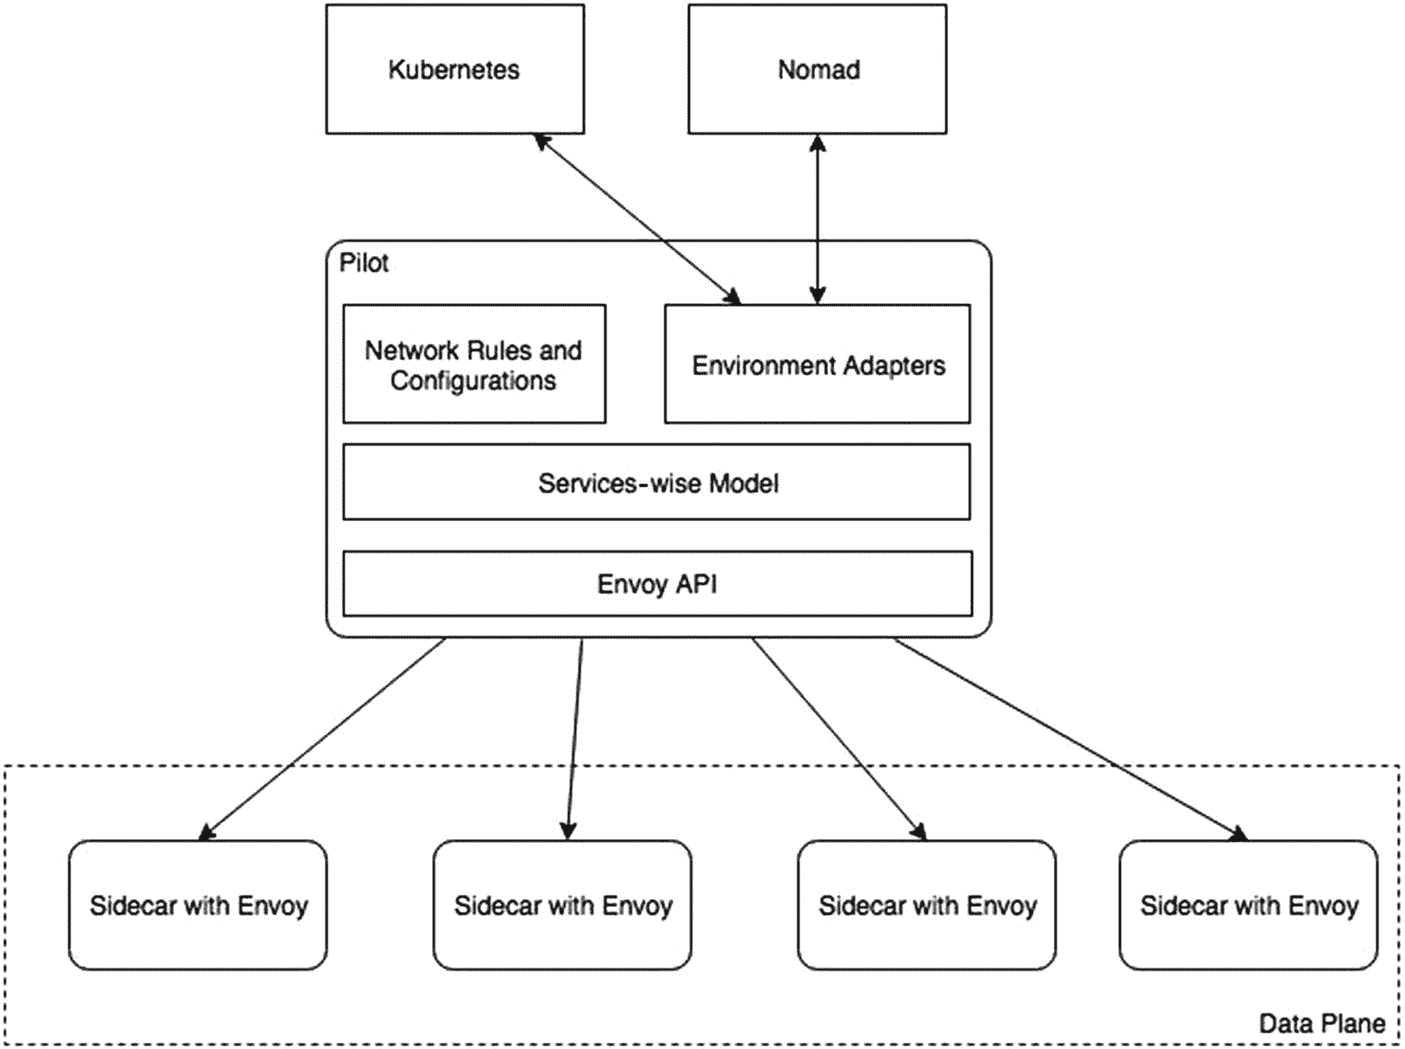 Kubernetes
Nomad
Pilot
Network Rules and
Configurations
Environment Adapters
Services-wise Model
Envoy API
Sidecar with Envoy
Sidecar with Envoy
Sidecar with Envoy
Sidecar with Envoy
Data Plane